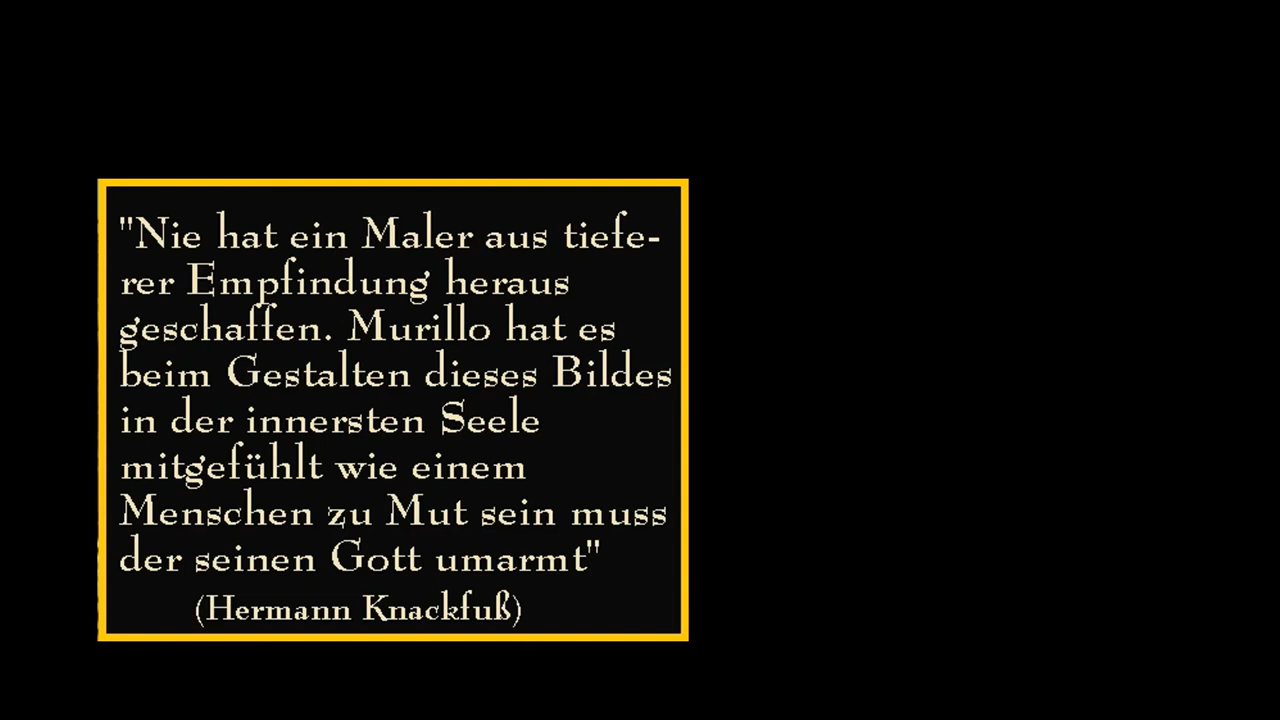 "Nie hat ein Maler aus tiefe-
rer Empfindung heraus
geschaffen. Murillo hat es
beim Gestalten dieses Bildes
in der innersten Seele
mitgefühlt wie einem
Menschen zu Mut sein muss
der seinen Gott umarmt"
(Hermann Knackfuß)